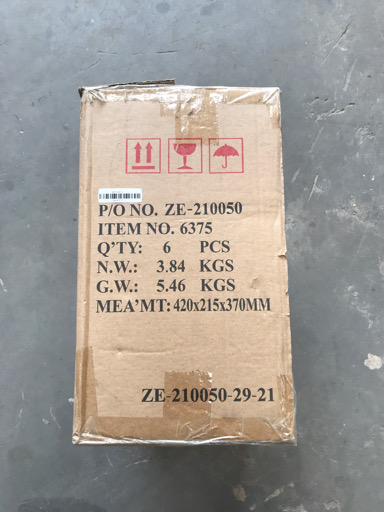 P/O NO. ZE-210050
ITEM NO. 6375
Q'TY: 6 PCS
N.W.: 3.84 KGS
G.W.: 5.46 KGS
MEA'MT: 420x215x370MM
ZE-210050-29-21